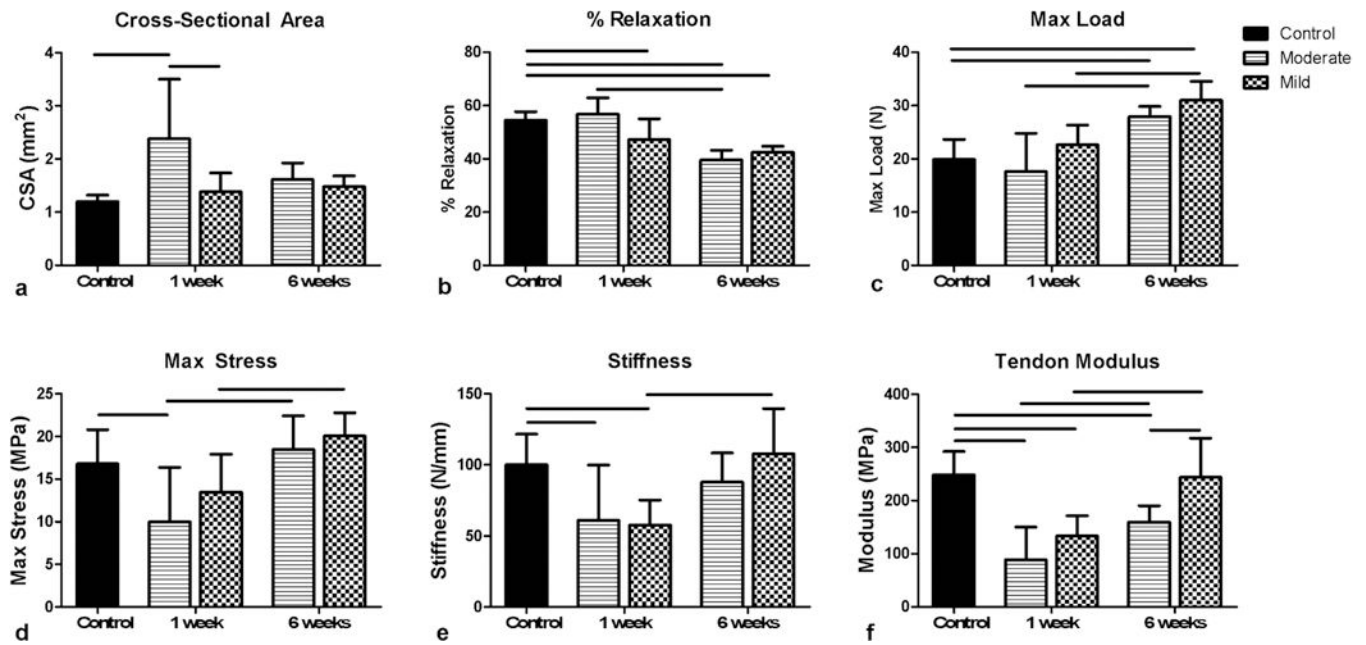 Cross-Sectional Area
CSA (mm²)
4
3
2
1
0
Control 1 week 6 weeks
a
% Relaxation
% Relaxation
80
60
40
20
0
Control 1 week 6 weeks
b
Max Load
Max Load (N)
40
30
20
10
0
Control 1 week 6 weeks
c
Control
Moderate
Mild
Max Stress
Max Stress (MPa)
25
20
15
10
5
0
Control 1 week 6 weeks
d
Stiffness
Stiffness (N/mm)
150
100
50
0
Control 1 week 6 weeks
e
Tendon Modulus
Modulus (MPa)
400
300
200
100
0
Control 1 week 6 weeks
f